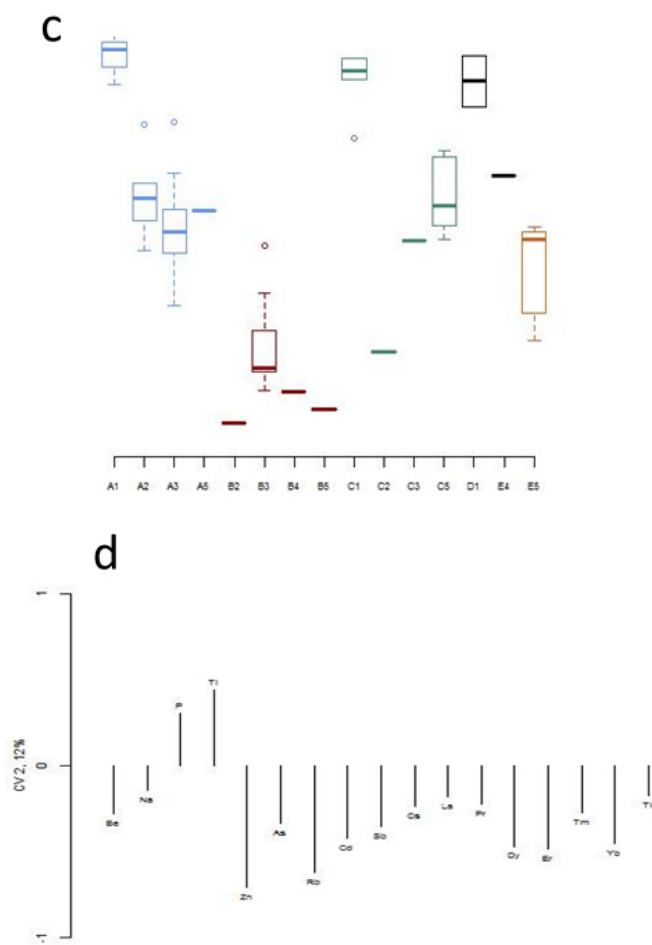 c
A1 A2 A3 A5 B2 B3 B4 B5 C1 C2 C3 C5 D1 E4 E5
d
1
0
-1
CV 2, 12%
Be Na P Ti Zn As Rb Cd Sb Cs La Pr Dy Er Tm Yb Tl